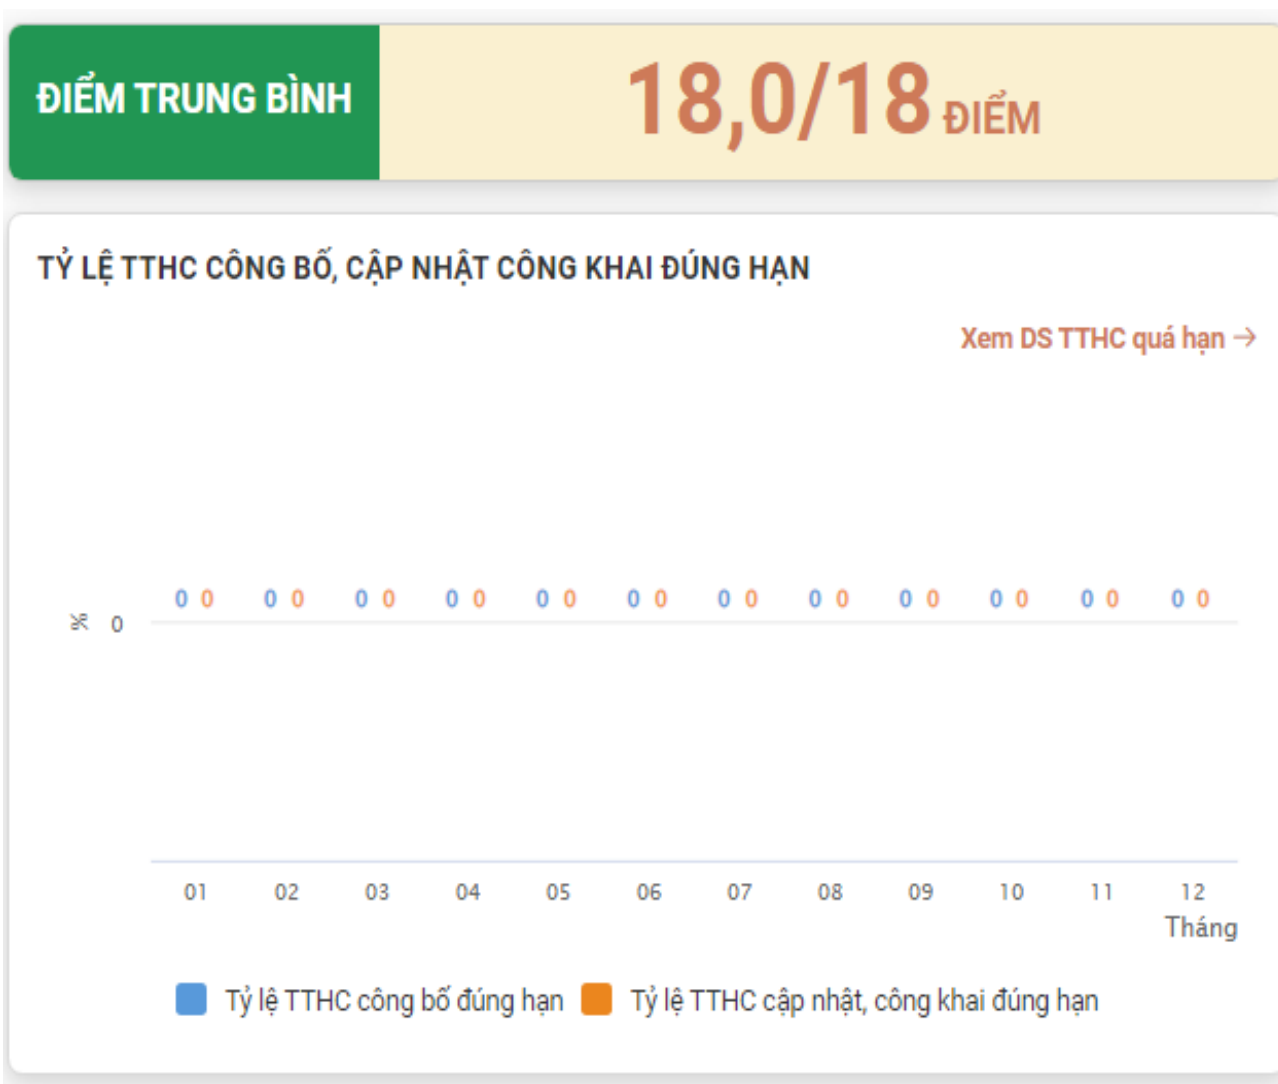 ĐIỂM TRUNG BÌNH
18,0/18 ĐIỂM
TỶ LỆ TTHC CÔNG BỐ, CẬP NHẬT CÔNG KHAI ĐÚNG HẠN
Xem DS TTHC quá hạn →
0 0 0 0 0 0 0 0 0 0 0 0 0 0 0 0 0 0 0 0 0 0 0 0
% 0
01 02 03 04 05 06 07 08 09 10 11 12
Tháng
Tỷ lệ TTHC công bố đúng hạn Tỷ lệ TTHC cập nhật, công khai đúng hạn